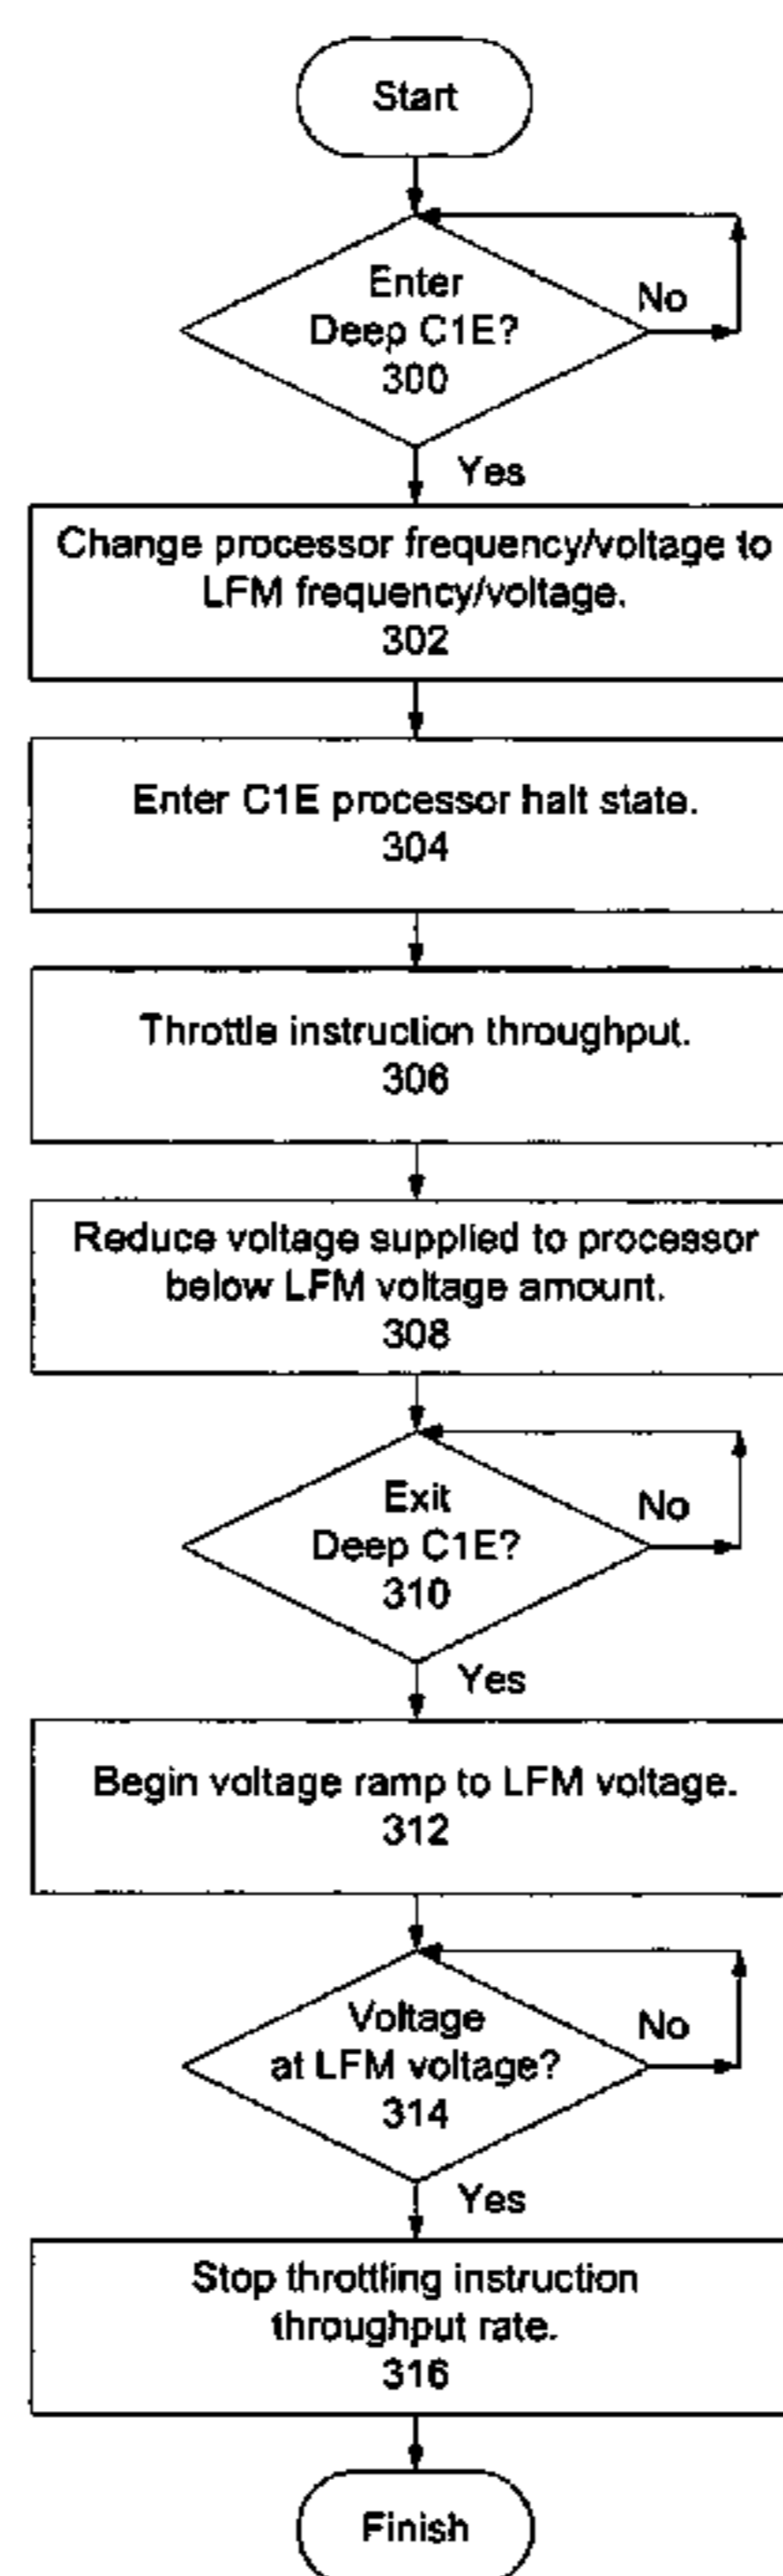 Start
Enter
Deep C1E?
300
No
Yes
Change processor frequency/voltage to
LFM frequency/voltage.
302
Enter C1E processor halt state.
304
Throttle instruction throughput.
306
Reduce voltage supplied to processor
below LFM voltage amount.
308
Exit
Deep C1E?
310
No
Yes
Begin voltage ramp to LFM voltage.
312
Voltage
at LFM voltage?
314
No
Yes
Stop throttling instruction
throughput rate.
316
Finish